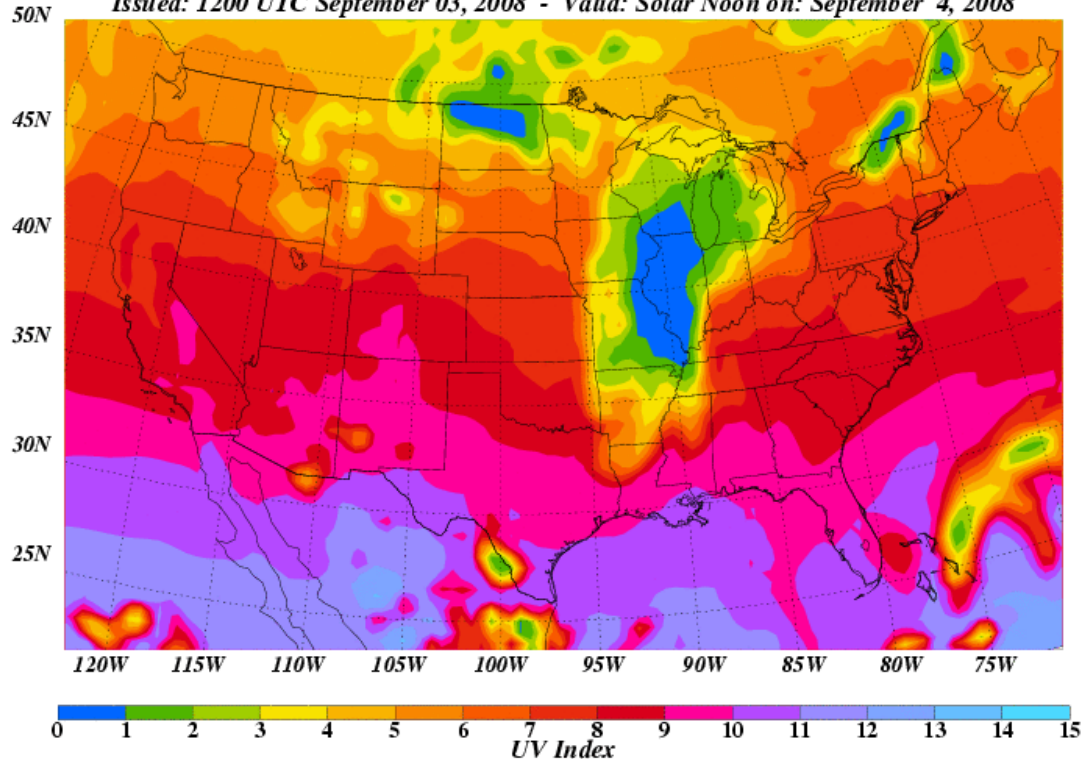 Issued: 1200 UTC September 03, 2008 - Valid: Solar Noon on: September 4, 2008
50N
45N
40N
35N
30N
25N
120W 115W 110W 105W 100W 95W 90W 85W 80W 75W
0 1 2 3 4 5 6 7 8 9 10 11 12 13 14 15
UV Index